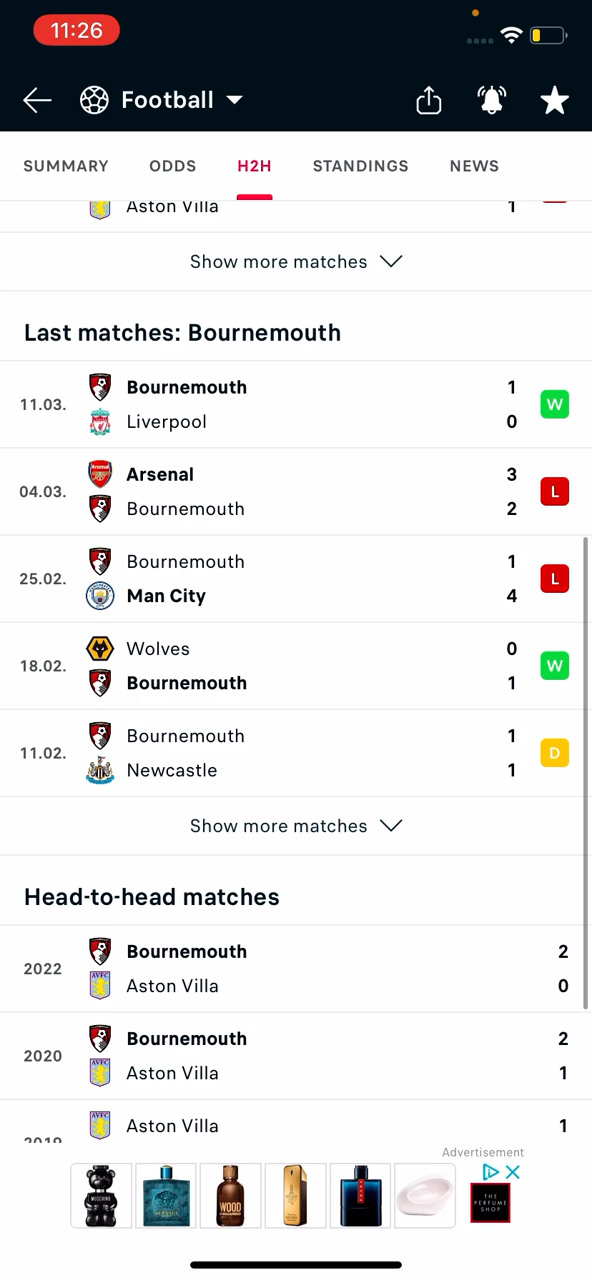 11:26
Football
SUMMARY ODDS H2H STANDINGS NEWS
Aston Villa 1
Show more matches
Last matches: Bournemouth
11.03. Bournemouth 1 W
Liverpool 0
04.03. Arsenal 3 L
Bournemouth 2
25.02. Bournemouth 1 L
Man City 4
18.02. Wolves 0 W
Bournemouth 1
11.02. Bournemouth 1 D
Newcastle 1
Show more matches
Head-to-head matches
2022 Bournemouth 2
Aston Villa 0
2020 Bournemouth 2
Aston Villa 1
2019 Aston Villa 1
Advertisement
MOSCHINO
WOOD
THE
PERFUME
SHOP